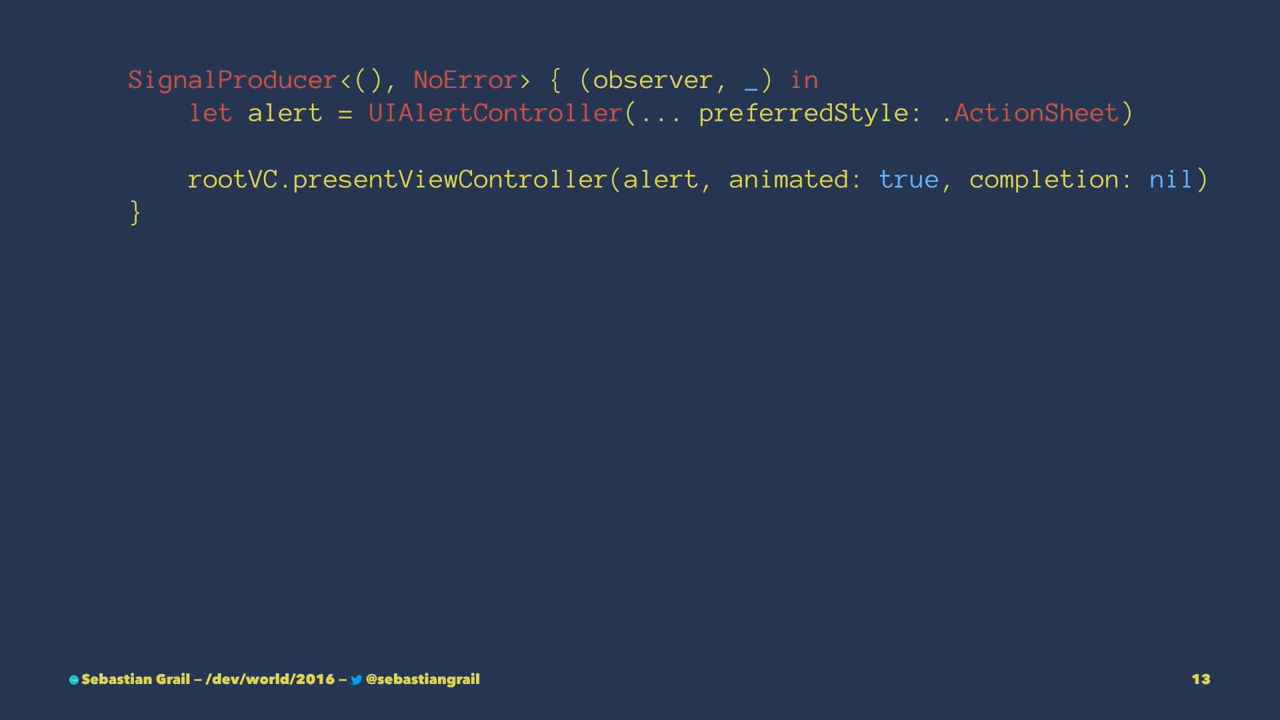 SignalProducer<(), NoError> { (observer, _) in
    let alert = UIAlertController(... preferredStyle: .ActionSheet)
    rootVC.presentViewController(alert, animated: true, completion: nil)
}
Sebastian Grail – /dev/world/2016 – @sebastiangrail
13